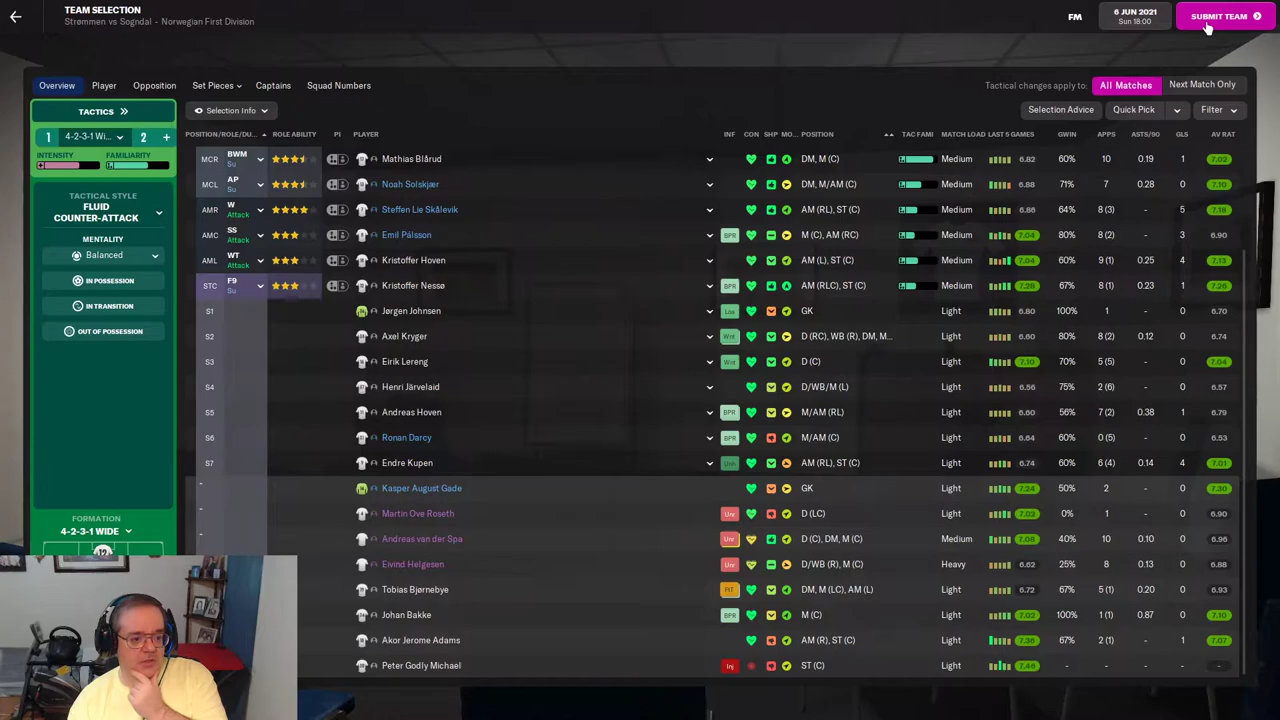 TEAM SELECTION
Strømmen vs Sogndal - Norwegian First Division
FM
6 JUN 2021
Sun 18:00
SUBMIT TEAM
Overview Player Opposition Set Pieces Captains Squad Numbers
Tactical changes apply to: All Matches Next Match Only
TACTICS
Selection Info
Selection Advice Quick Pick Filter
1 4-2-3-1 Wi... 2 +
INTENSITY FAMILIARITY
TACTICAL STYLE
FLUID
COUNTER-ATTACK
MENTALITY
Balanced
IN POSSESSION
IN TRANSITION
OUT OF POSSESSION
FORMATION
4-2-3-1 WIDE
POSITION/ROLE/DU... ROLE ABILITY PI PLAYER INF CON SHP MO... POSITION TAC FAMI MATCH LOAD LAST 5 GAMES GWIN APPS ASTS/90 GLS AV RAT
MCR BWM Su Mathias Blårud DM, M (C) Medium 6.82 60% 10 0.19 1 7.02
MCL AP Su Noah Solskjær DM, M/AM (C) Medium 6.88 71% 7 0.28 0 7.10
AMR W Attack Steffen Lie Skålevik AM (RL), ST (C) Medium 6.86 64% 8 (3) - 5 7.18
AMC SS Attack Emil Pálsson BPR M (C), AM (RC) Medium 7.04 80% 8 (2) - 3 6.90
AML WT Attack Kristoffer Hoven AM (L), ST (C) Medium 7.04 60% 9 (1) 0.25 4 7.13
STC F9 Su Kristoffer Nessø BPR AM (RLC), ST (C) Medium 7.28 67% 8 (1) 0.23 1 7.26
S1 Jørgen Johnsen Los GK Light 6.80 100% 1 - 0 6.70
S2 Axel Kryger Wnt D (RC), WB (R), DM, M... Light 6.60 80% 8 (2) 0.12 0 6.74
S3 Eirik Lereng Wnt D (C) Light 7.10 70% 5 (5) - 0 7.04
S4 Henri Järvelaid D/WB/M (L) Light 6.56 75% 2 (6) - 0 6.57
S5 Andreas Hoven BPR M/AM (RL) Light 6.60 56% 7 (2) 0.38 1 6.79
S6 Ronan Darcy BPR M/AM (C) Light 6.64 60% 0 (5) - 0 6.53
S7 Endre Kupen Unh AM (RL), ST (C) Light 6.74 60% 6 (4) 0.14 4 7.01
- Kasper August Gade GK Light 7.24 50% 2 - 0 7.30
- Martin Ove Roseth Unr D (LC) Light 7.02 0% 1 - 0 6.90
- Andreas van der Spa Unr D (C), DM, M (C) Medium 7.08 40% 10 0.10 0 6.96
Eivind Helgesen Unr D/WB (R), M (C) Heavy 6.62 25% 8 0.13 0 6.88
Tobias Bjørnebye FtT DM, M (LC), AM (L) Light 6.72 67% 5 (1) 0.20 0 6.93
Johan Bakke BPR M (C) Light 7.02 100% 1 (1) 0.87 0 7.10
Akor Jerome Adams AM (R), ST (C) Light 7.36 67% 2 (1) - 1 7.07
Peter Godly Michael Inj ST (C) Light 7.46 - - - - -